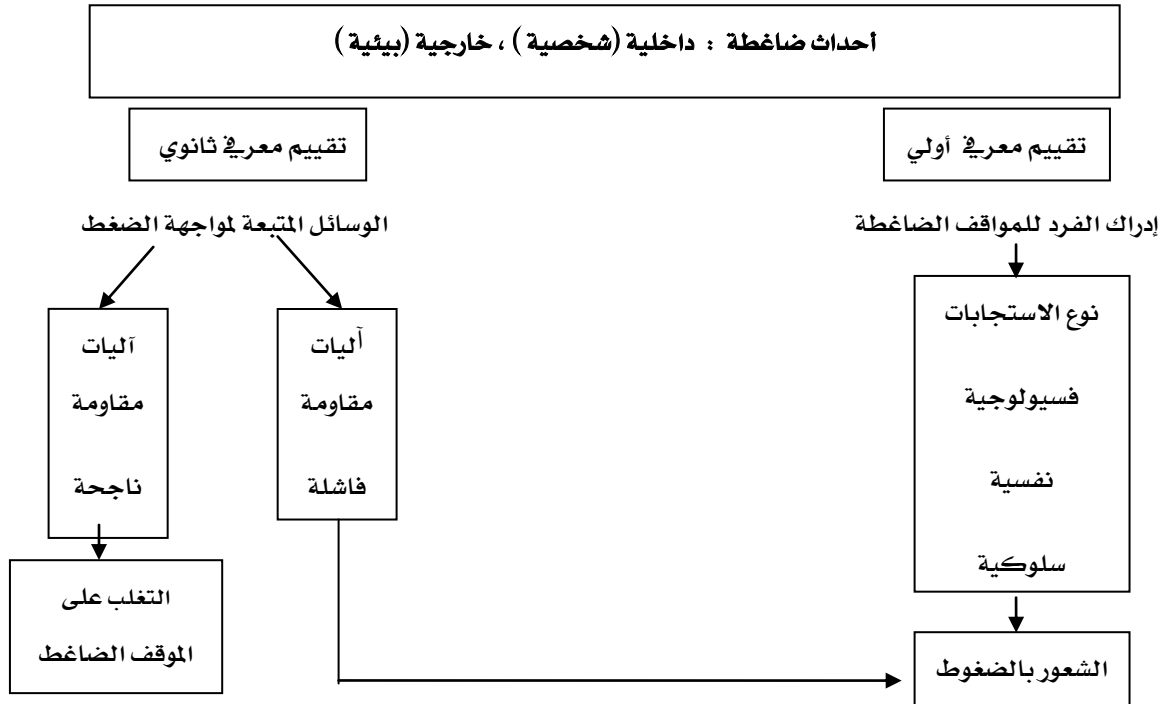 أحداث ضاغطة : داخلية (شخصية) ، خارجية (بيئية)
تقييم معرفي أولي
تقييم معرفي ثانوي
إدراك الفرد للمواقف الضاغطة
الوسائل المتبعة لمواجهة الضغط
نوع الاستجابات
فسيولوجية
نفسية
سلوكية
الشعور بالضغوط
أليات
مقاومة
فاشلة
آليات
مقاومة
ناجحة
التغلب على
الموقف الضاغط